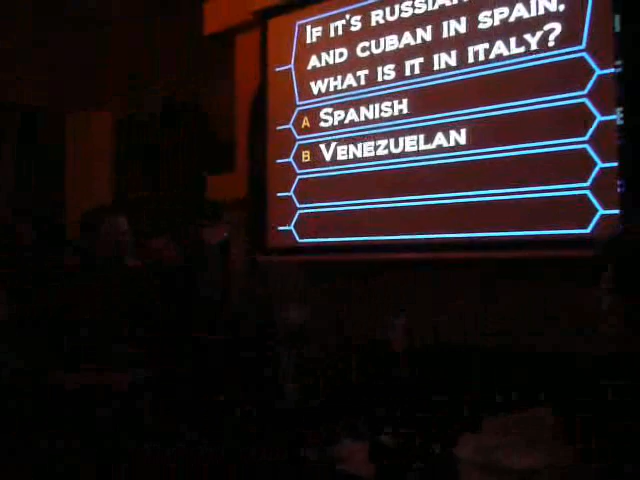 IF IT'S RUSSIAN
AND CUBAN IN SPAIN.
WHAT IS IT IN ITALY?
A SPANISH
B VENEZUELAN